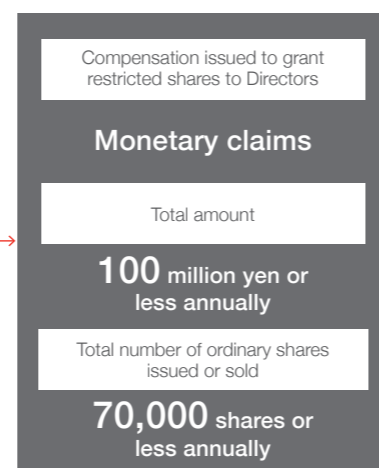 Compensation issued to grant
restricted shares to Directors
Monetary claims
Total amount
100 million yen or
less annually
Total number of ordinary shares
issued or sold
70,000 shares or
less annually